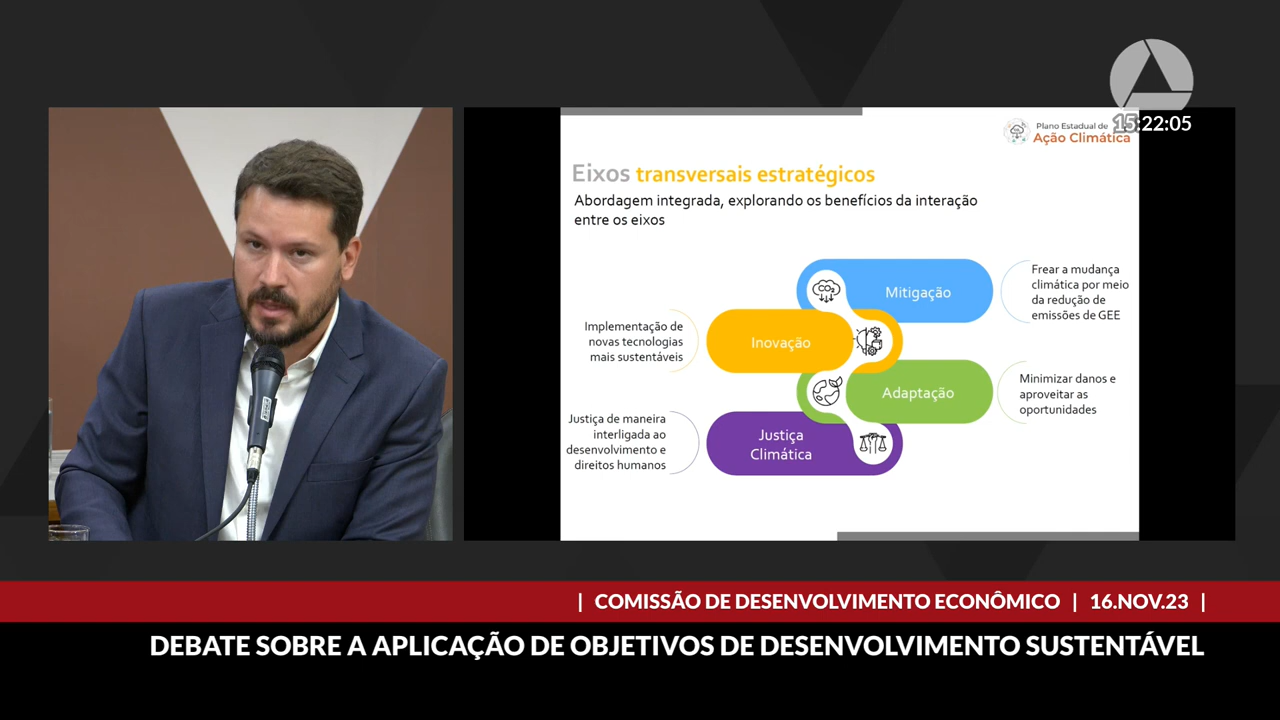 15:22:05
Plano Estadual de
Ação Climática
Eixos transversais estratégicos
Abordagem integrada, explorando os benefícios da interação
entre os eixos
CO2
Mitigação
Frear a mudança
climática por meio
da redução de
emissões de GEE
Implementação de
novas tecnologias
mais sustentáveis
Inovação
Adaptação
Minimizar danos e
aproveitar as
oportunidades
Justiça de maneira
interligada ao
desenvolvimento e
direitos humanos
Justiça
Climática
| COMISSÃO DE DESENVOLVIMENTO ECONÔMICO | 16.NOV.23 |
DEBATE SOBRE A APLICAÇÃO DE OBJETIVOS DE DESENVOLVIMENTO SUSTENTÁVEL